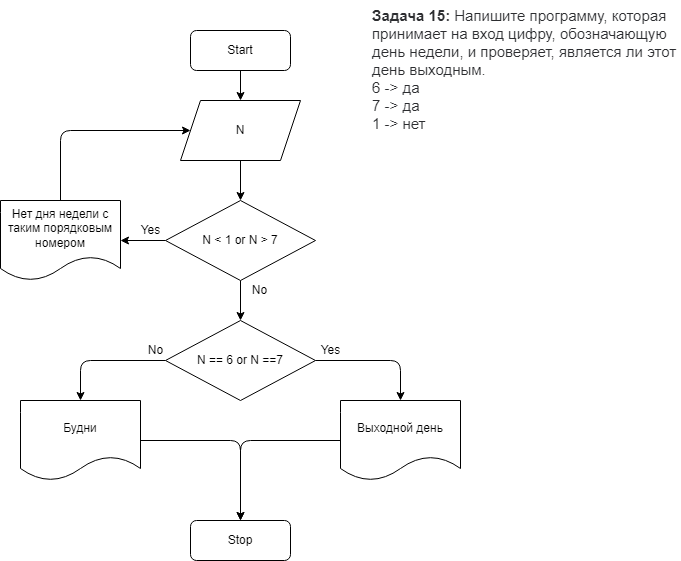 Задача 15: Напишите программу, которая
принимает на вход цифру, обозначающую
день недели, и проверяет, является ли этот
день выходным.
6 -> да
7 -> да
1 -> нет
Start
N
Нет дня недели с
таким порядковым
номером
Yes
N < 1 or N > 7
No
No
N == 6 or N ==7
Yes
Будни
Выходной день
Stop